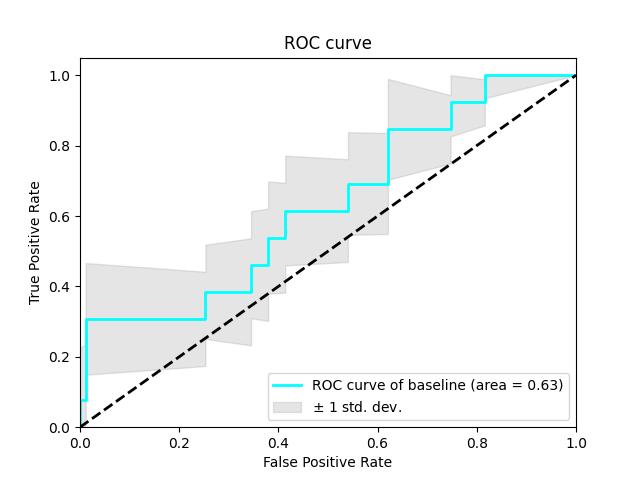 ROC curve
True Positive Rate
1.0
0.8
0.6
0.4
0.2
0.0
0.0 0.2 0.4 0.6 0.8 1.0
False Positive Rate
ROC curve of baseline (area = 0.63)
± 1 std. dev.